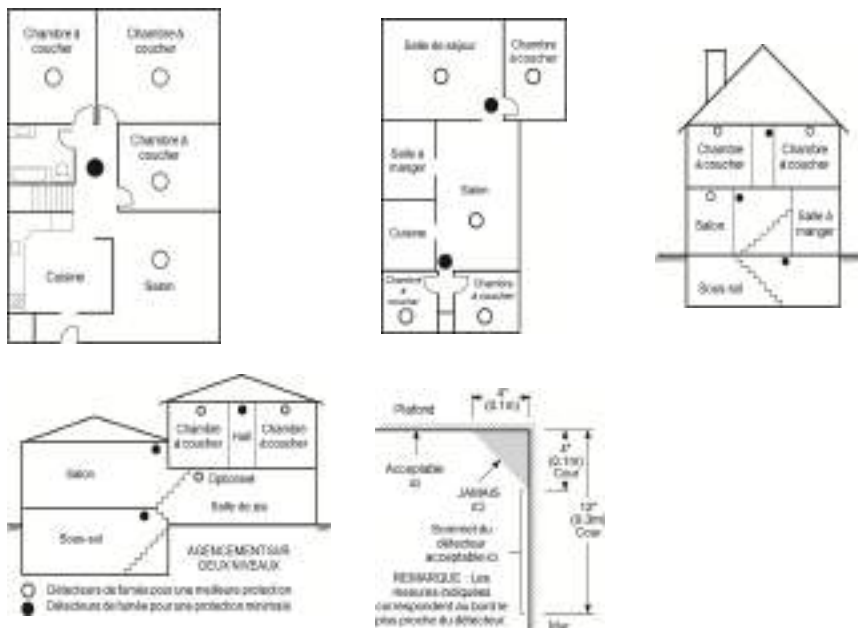 Chambre à
coucher
Chambre à
coucher
Chambre à
coucher
Cuisine
Salon
Salle de séjour
Chambre
à coucher
Salle à
manger
Salon
Cuisine
Chambre
à
coucher
Chambre
à coucher
Chambre
à coucher
Chambre
à coucher
Salon
Salle à
manger
Sous-sol
Chambre
à coucher
Hall
Chambre
à coucher
Salon
Optionnel
Salle de jeu
Sous-sol
AGENCEMENT SUR
DEUX NIVEAUX
Détecteurs de fumée pour une meilleure protection
Détecteurs de fumée pour une protection minimale
4"
(0.1m)
Plafond
Acceptable
ici
JAMAIS
ICI
4"
(0.1m)
Cour
12"
(0.3m)
Cour
Sommet du
détecteur
acceptable ici
REMARQUE : Les
mesures indiquées
correspondent au bord le
plus proche du détecteur.
Mur